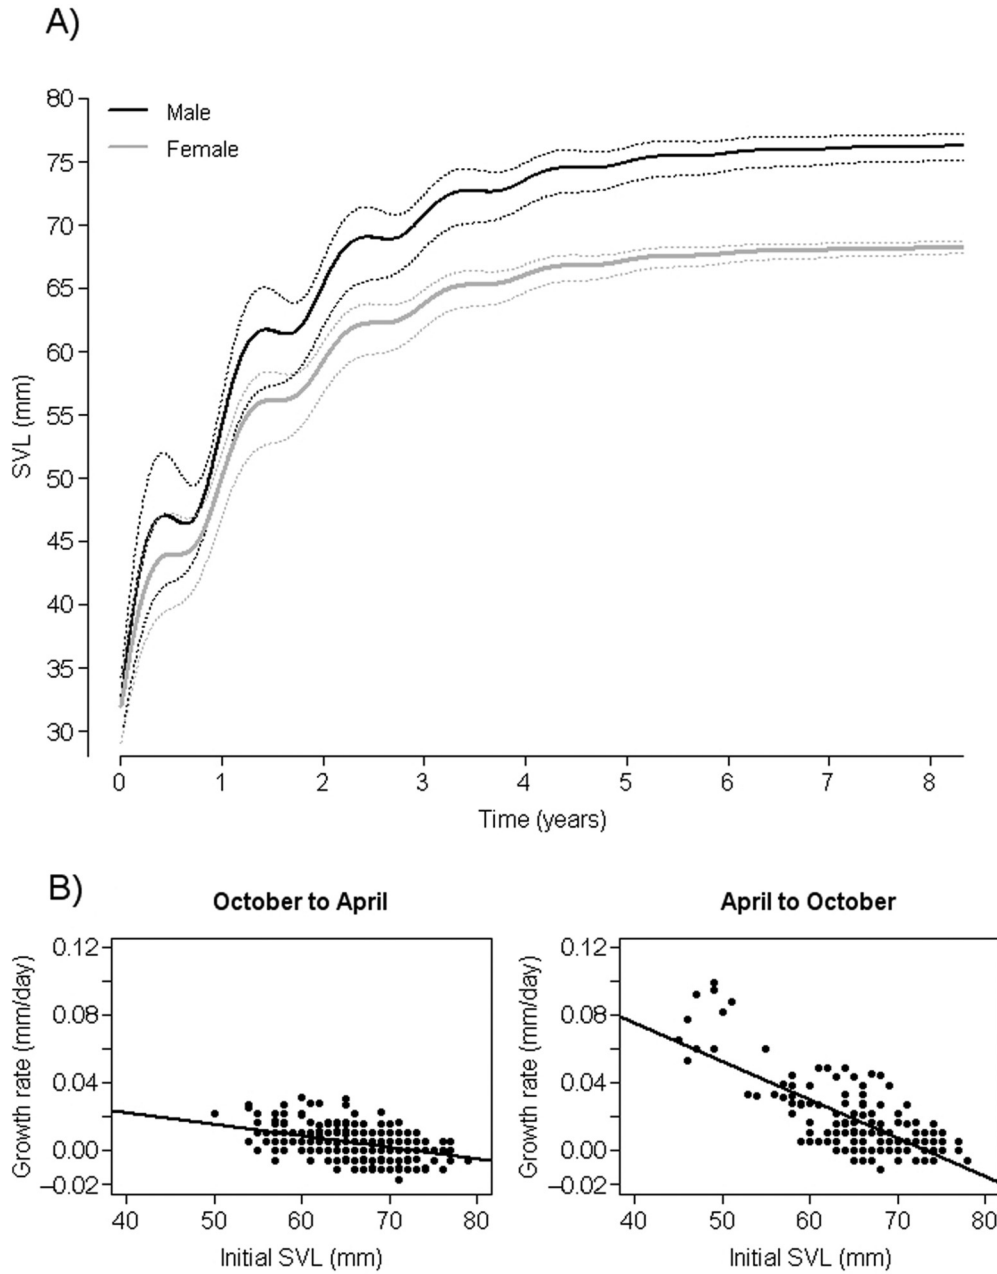 A)
80
75
70
65
60
55
50
45
40
35
30
SVL (mm)
Male
Female
0 1 2 3 4 5 6 7 8
Time (years)
B)
October to April
0.12
0.08
0.04
0.00
–0.02
Growth rate (mm/day)
40 50 60 70 80
Initial SVL (mm)
April to October
0.12
0.08
0.04
0.00
–0.02
Growth rate (mm/day)
40 50 60 70 80
Initial SVL (mm)